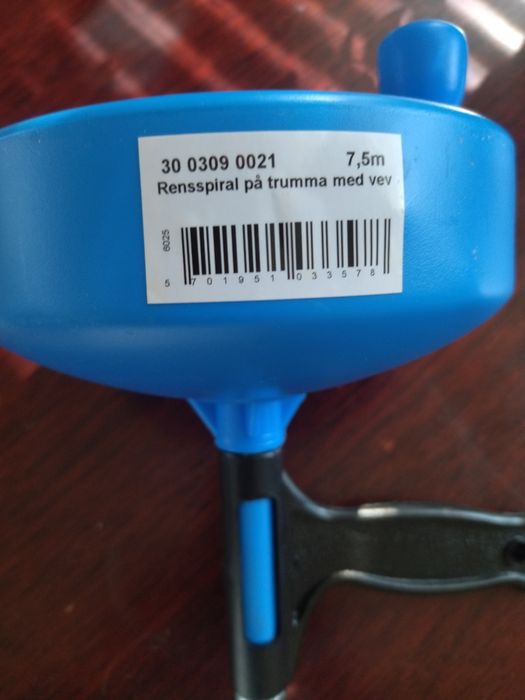 30 0309 0021 7,5m
Rensspiral på trumma med vev
6025
5 701951 033578